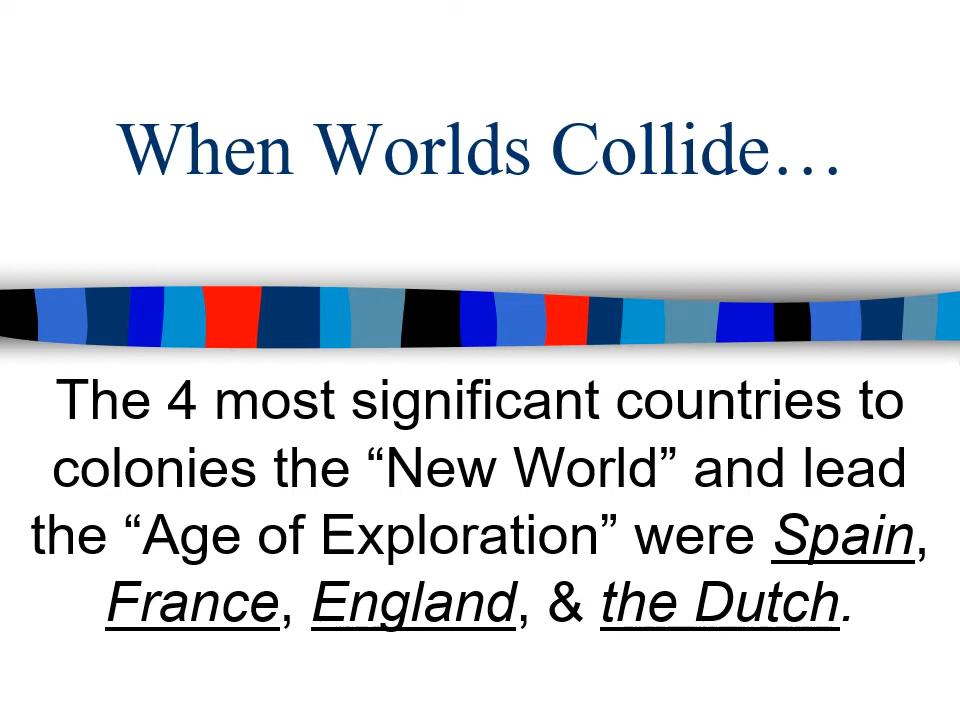 When Worlds Collide…
The 4 most significant countries to
colonies the “New World” and lead
the “Age of Exploration” were Spain,
France, England, & the Dutch.